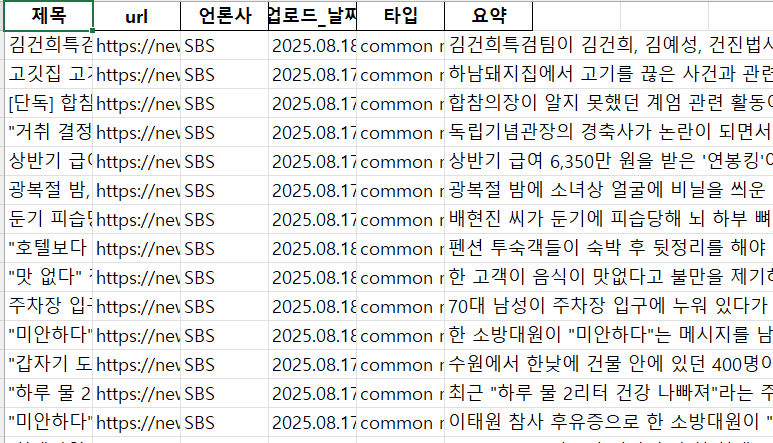 제목 url 언론사 업로드_날짜 타입 요약
김건희특검 https://new SBS 2025.08.18 common n 김건희특검팀이 김건희, 김예성, 건진법사
고깃집 고기 https://new SBS 2025.08.17 common n 하남돼지집에서 고기를 끊은 사건과 관련
[단독] 합참 https://new SBS 2025.08.17 common n 합참의장이 알지 못했던 계엄 관련 활동이
"거취 결정 https://new SBS 2025.08.17 common n 독립기념관장의 경축사가 논란이 되면서
상반기 급여 https://new SBS 2025.08.17 common n 상반기 급여 6,350만 원을 받은 '연봉킹'이
광복절 밤, https://new SBS 2025.08.17 common n 광복절 밤에 소녀상 얼굴에 비닐을 씌운
둔기 피습당 https://new SBS 2025.08.17 common n 배현진 씨가 둔기에 피습당해 뇌 하부 뼈
"호텔보다 https://new SBS 2025.08.18 common n 펜션 투숙객들이 숙박 후 뒷정리를 해야
"맛 없다" https://new SBS 2025.08.18 common n 한 고객이 음식이 맛없다고 불만을 제기하
주차장 입구 https://new SBS 2025.08.18 common n 70대 남성이 주차장 입구에 누워 있다가
"미안하다" https://new SBS 2025.08.18 common n 한 소방대원이 "미안하다"는 메시지를 남
"갑자기 도 https://new SBS 2025.08.17 common n 수원에서 한낮에 건물 안에 있던 400명이
"하루 물 2 https://new SBS 2025.08.17 common n 최근 "하루 물 2리터 건강 나빠져"라는 주
"미안하다" https://new SBS 2025.08.17 common n 이태원 참사 후유증으로 한 소방대원이 "